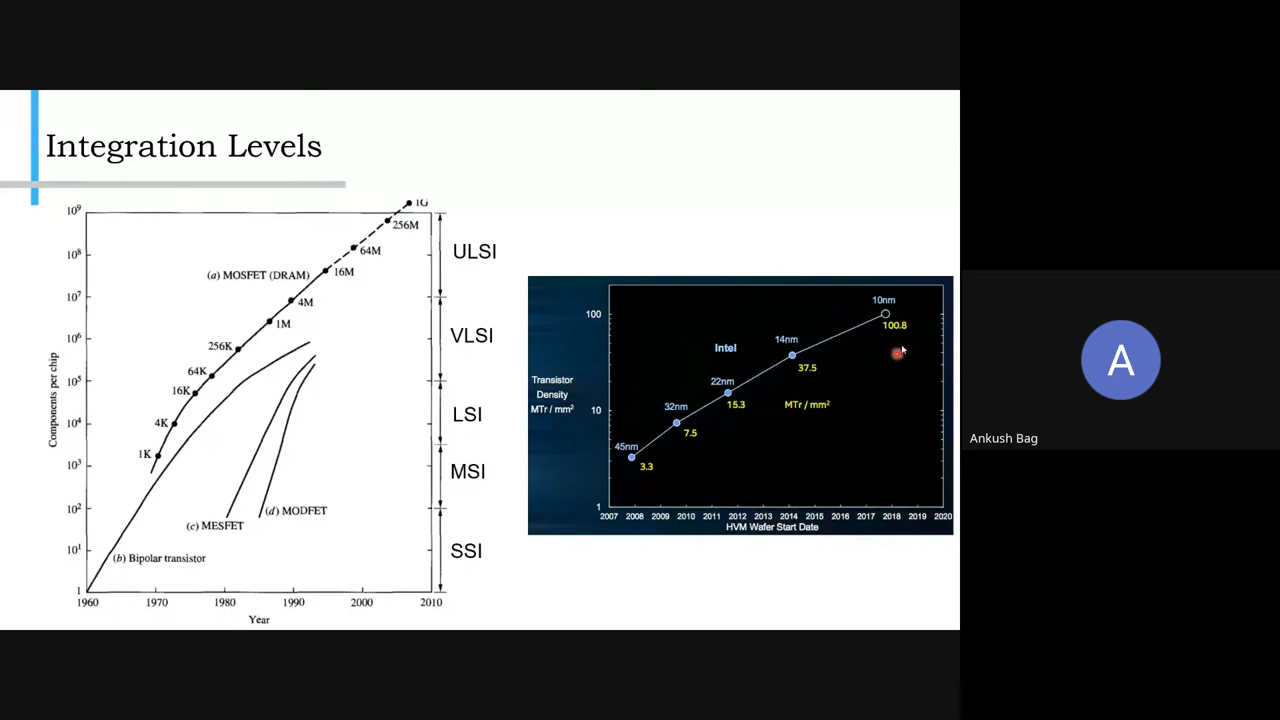 Integration Levels
10⁹
10⁸
10⁷
10⁶
10⁵
10⁴
10³
10²
10¹
1
Components per chip
1960 1970 1980 1990 2000 2010
Year
1K
4K
16K
64K
256K
1M
4M
16M
64M
256M
1G
(a) MOSFET (DRAM)
(b) Bipolar transistor
(c) MESFET
(d) MODFET
ULSI
VLSI
LSI
MSI
SSI
Transistor
Density
MTr / mm²
100
10
1
Intel
45nm
3.3
32nm
7.5
22nm
15.3
14nm
37.5
10nm
100.8
MTr / mm²
2007 2008 2009 2010 2011 2012 2013 2014 2015 2016 2017 2018 2019 2020
HVM Wafer Start Date
A
Ankush Bag